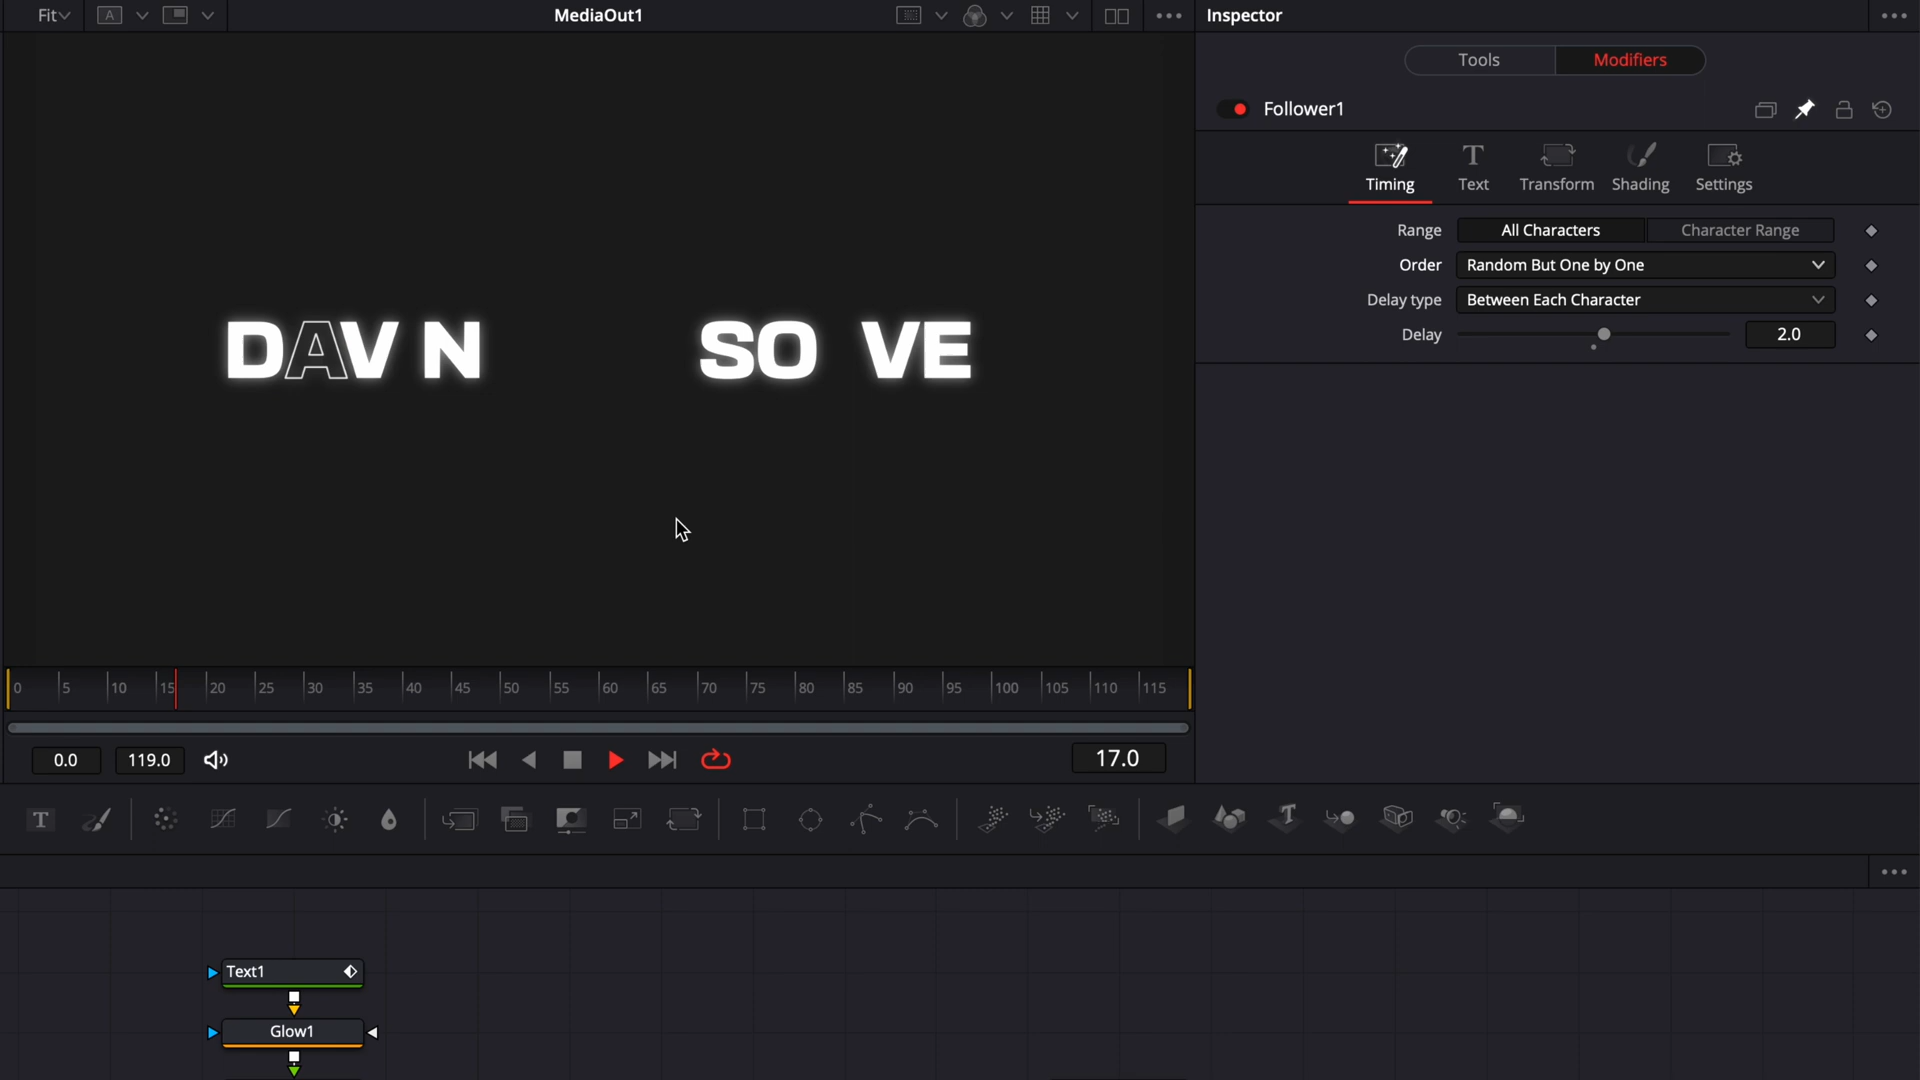 Fit
A
MediaOut1
Inspector
Tools
Modifiers
Follower1
Timing
Text
Transform
Shading
Settings
Range
All Characters
Character Range
Order
Random But One by One
Delay type
Between Each Character
Delay
2.0
DAV N
SO VE
0 5 10 15 20 25 30 35 40 45 50 55 60 65 70 75 80 85 90 95 100 105 110 115
0.0
119.0
17.0
T
T
Text1
Glow1